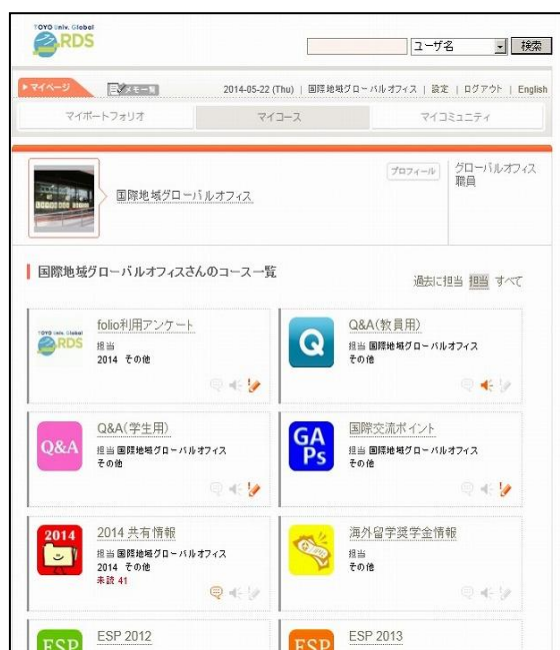 TOYO Univ. Global
RDS
ユーザ名
検索
マイページ
メモ一覧
2014-05-22 (Thu) | 国際地域グローバルオフィス | 設定 | ログアウト | English
マイポートフォリオ
マイコース
マイコミュニティ
国際地域グローバルオフィス
プロフィール
グローバルオフィス
職員
国際地域グローバルオフィスさんのコース一覧
過去に担当 担当 すべて
TOYO Univ. Global
RDS
folio利用アンケート
担当
2014 その他
Q
Q&A(教員用)
担当 国際地域グローバルオフィス
その他
Q&A
Q&A(学生用)
担当 国際地域グローバルオフィス
その他
GA
Ps
国際交流ポイント
担当 国際地域グローバルオフィス
その他
2014
2014 共有情報
担当 国際地域グローバルオフィス
2014 その他
未読 41
海外留学奨学金情報
担当
その他
ESP
ESP 2012
ESP
ESP 2013